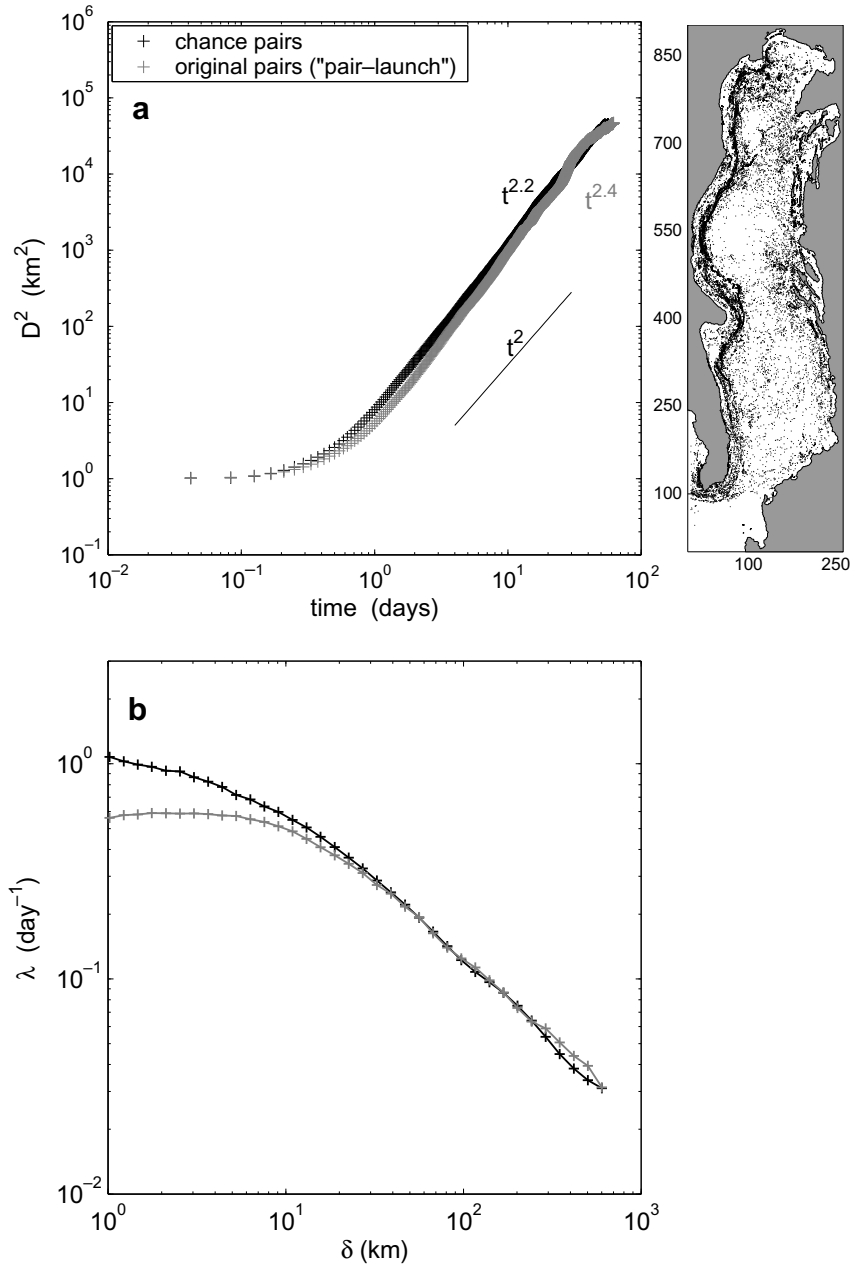 10^6
10^5
10^4
10^3
10^2
10^1
10^0
10^−1
D^2 (km^2)
chance pairs
original pairs ("pair−launch")
a
t^2.2
t^2.4
t^2
10^−2
10^−1
10^0
10^1
10^2
time (days)
850
700
550
400
250
100
100
250
b
10^0
10^−1
10^−2
λ (day^−1)
10^0
10^1
10^2
10^3
δ (km)